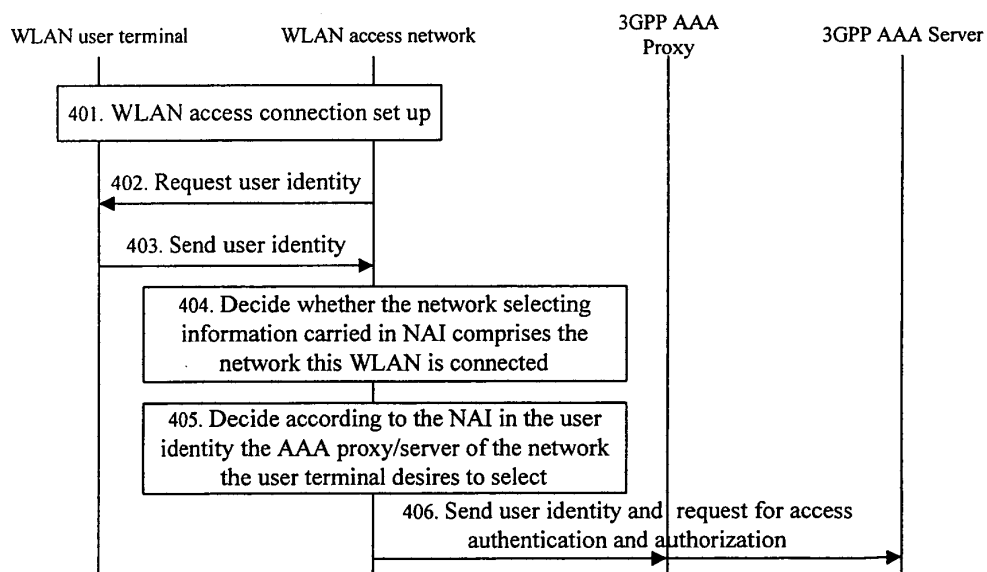 WLAN user terminal
WLAN access network
3GPP AAA
Proxy
3GPP AAA Server
401. WLAN access connection set up
402. Request user identity
403. Send user identity
404. Decide whether the network selecting
information carried in NAI comprises the
network this WLAN is connected
405. Decide according to the NAI in the user
identity the AAA proxy/server of the network
the user terminal desires to select
406. Send user identity and request for access
authentication and authorization